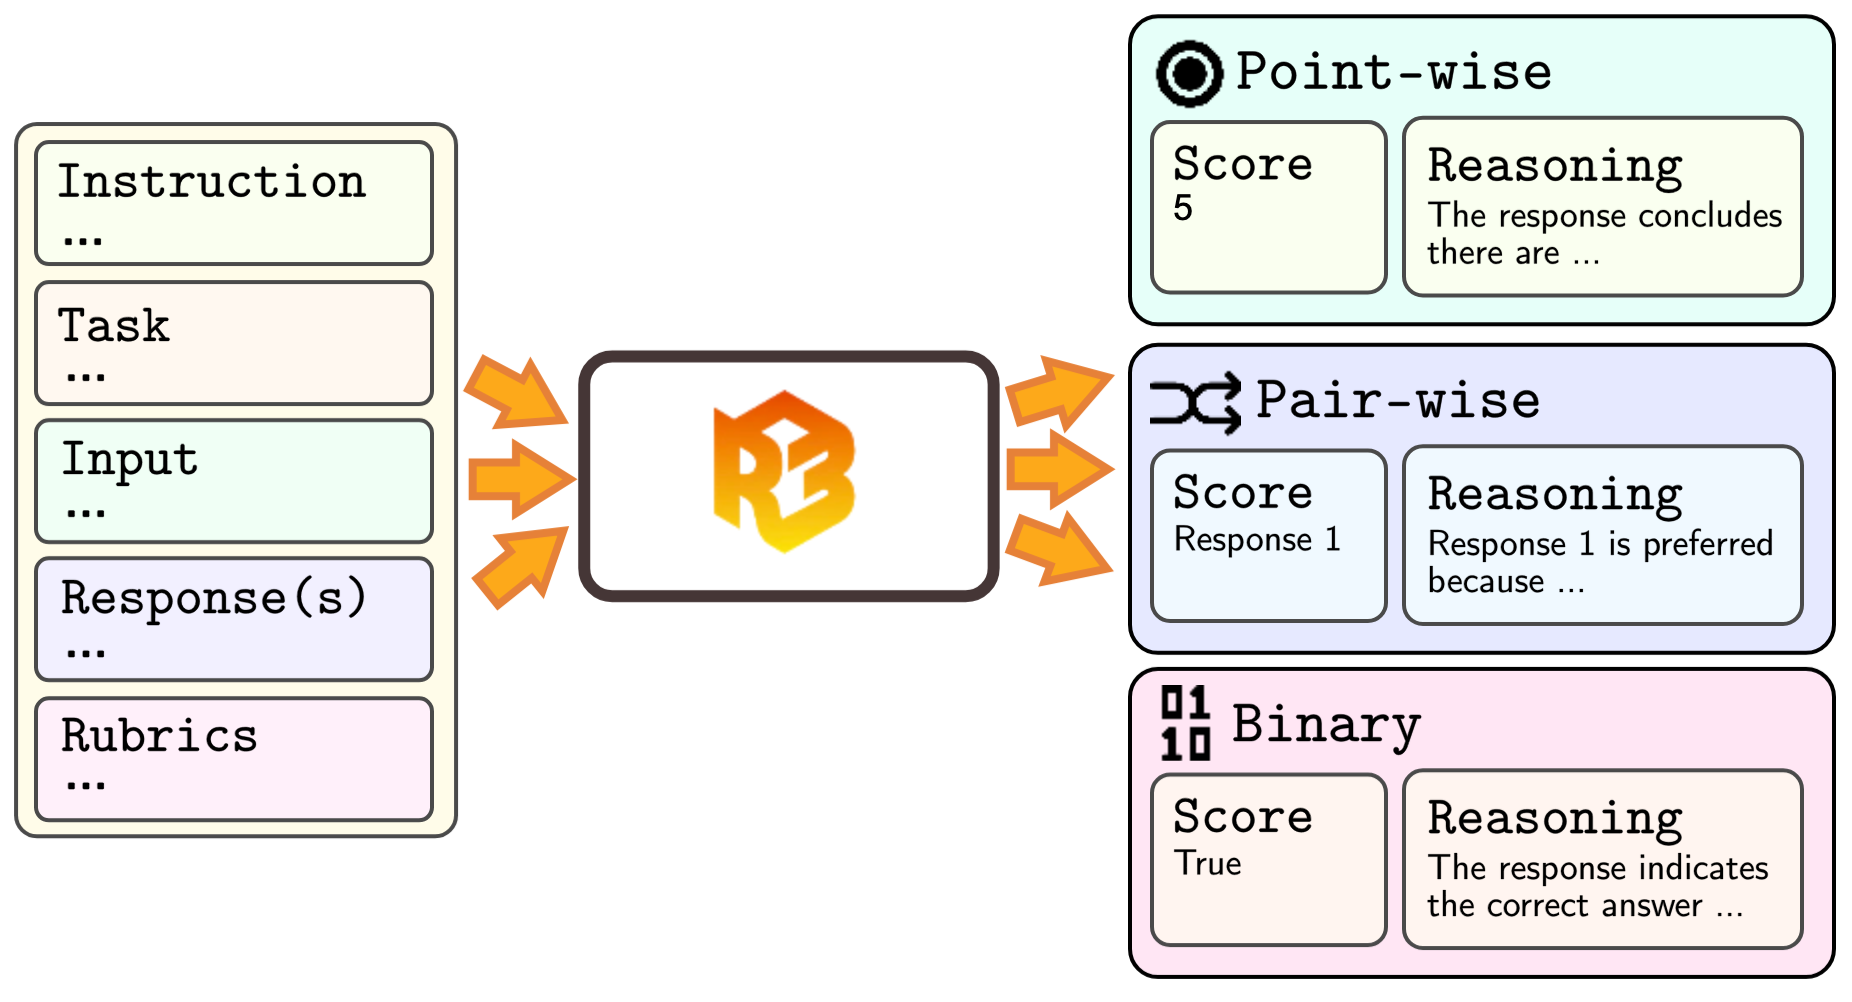 Instruction
...
Task
...
Input
...
Response(s)
...
Rubrics
...
R3
Point-wise
Score
5
Reasoning
The response concludes
there are ...
Pair-wise
Score
Response 1
Reasoning
Response 1 is preferred
because ...
01
10
Binary
Score
True
Reasoning
The response indicates
the correct answer ...